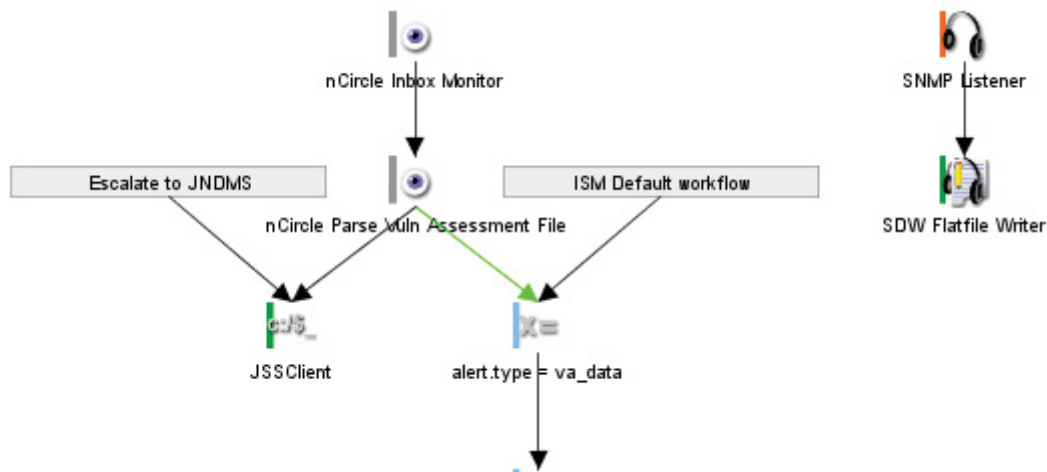 nCircle Inbox Monitor
SNMP Listener
Escalate to JNDMS
ISM Default workflow
nCircle Parse Vuln Assessment File
SDW Flatfile Writer
c:/$_
X=
JSSClient
alert.type = va_data